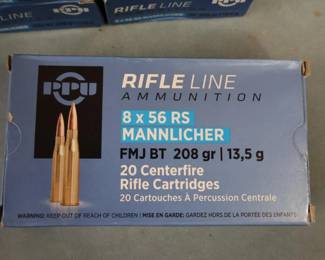 PPU
RIFLE LINE
AMMUNITION
8 x 56 RS
MANNLICHER
FMJ BT 208 gr | 13,5 g
20 Centerfire
Rifle Cartridges
20 Cartouches À Percussion Centrale
WARNING: KEEP OUT OF REACH OF CHILDREN | MISE EN GARDE: GARDEZ HORS DE LA PORTÉE DES ENFANTS